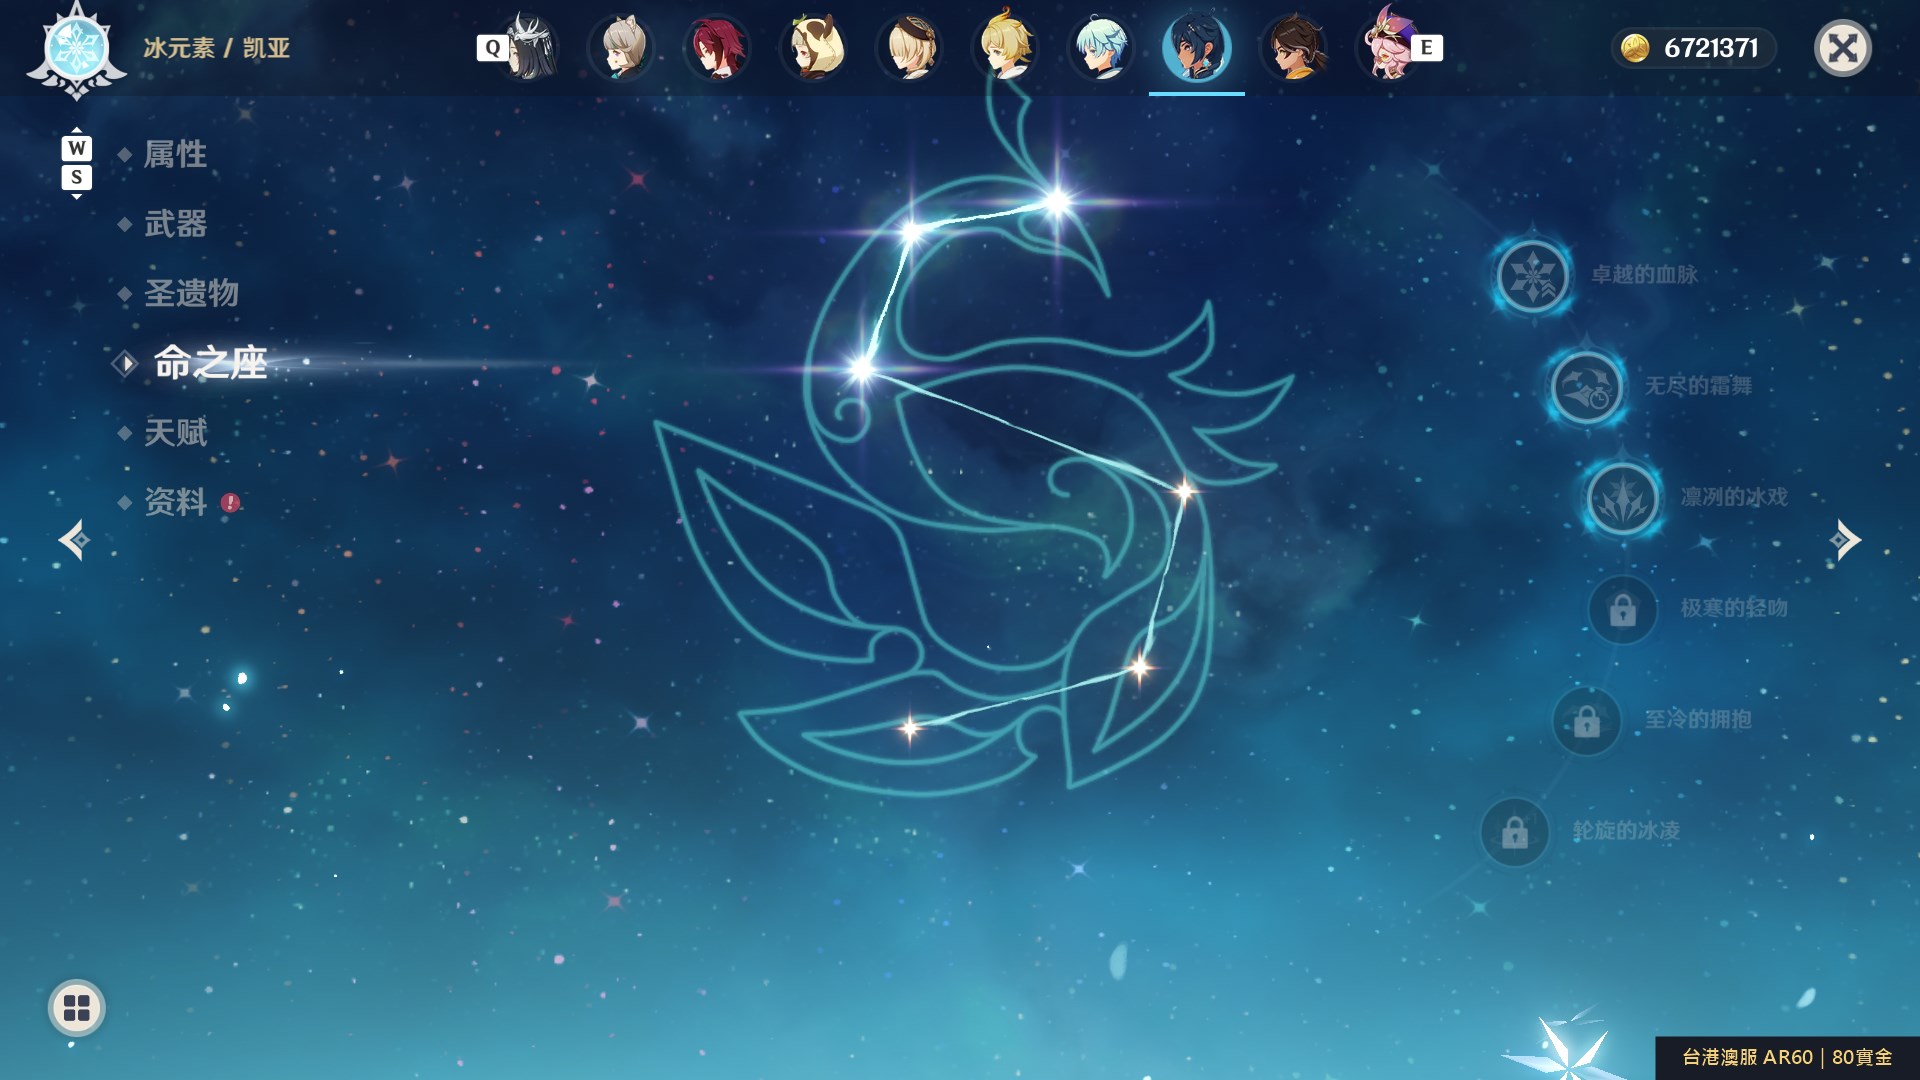 冰元素 / 凯亚
Q
E
6721371
W
S
属性
武器
圣遗物
命之座
天赋
资料
卓越的血脉
无尽的霜舞
凛冽的冰戏
极寒的轻吻
至冷的拥抱
轮旋的冰凌
台港澳服 AR60 | 80實金